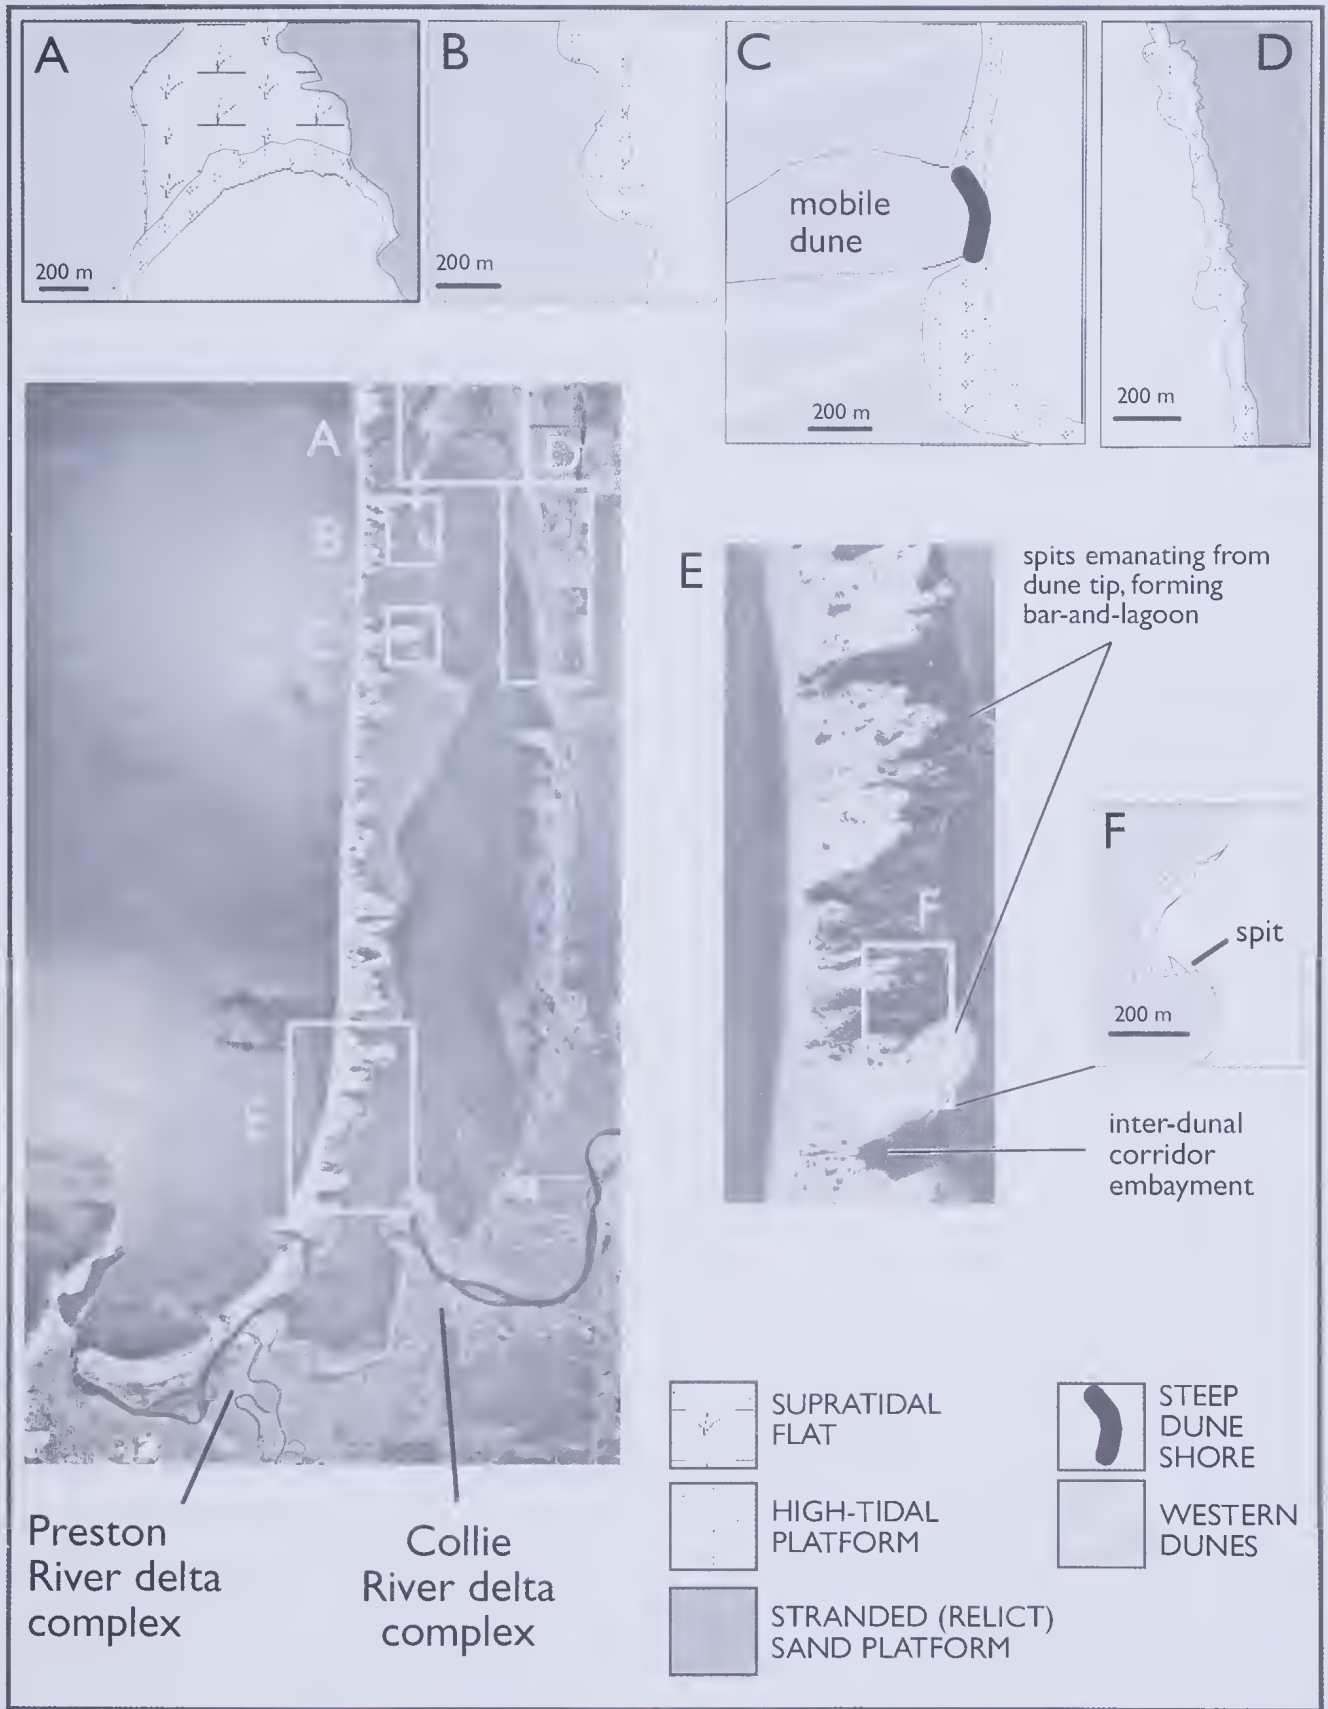 A
200 m
B
200 m
C
mobile
dune
200 m
D
200 m
A
B
C
D
E
E
F
spits emanating from
dune tip, forming
bar-and-lagoon
inter-dunal
corridor
embayment
F
spit
200 m
Preston
River delta
complex
Collie
River delta
complex
SUPRATIDAL
FLAT
HIGH-TIDAL
PLATFORM
STRANDED (RELICT)
SAND PLATFORM
STEEP
DUNE
SHORE
WESTERN
DUNES